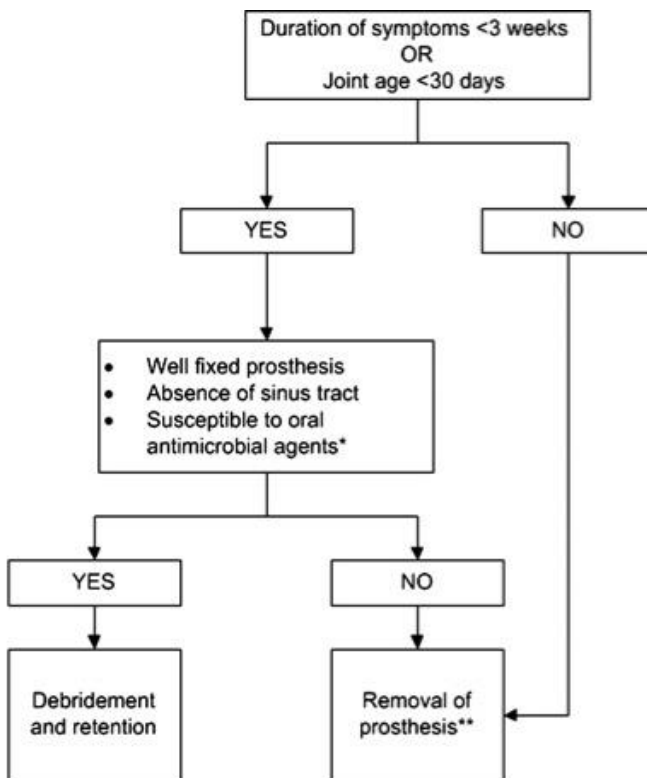 Duration of symptoms <3 weeks
OR
Joint age <30 days
YES
NO
• Well fixed prosthesis
• Absence of sinus tract
• Susceptible to oral
antimicrobial agents*
YES
NO
Debridement
and retention
Removal of
prosthesis**